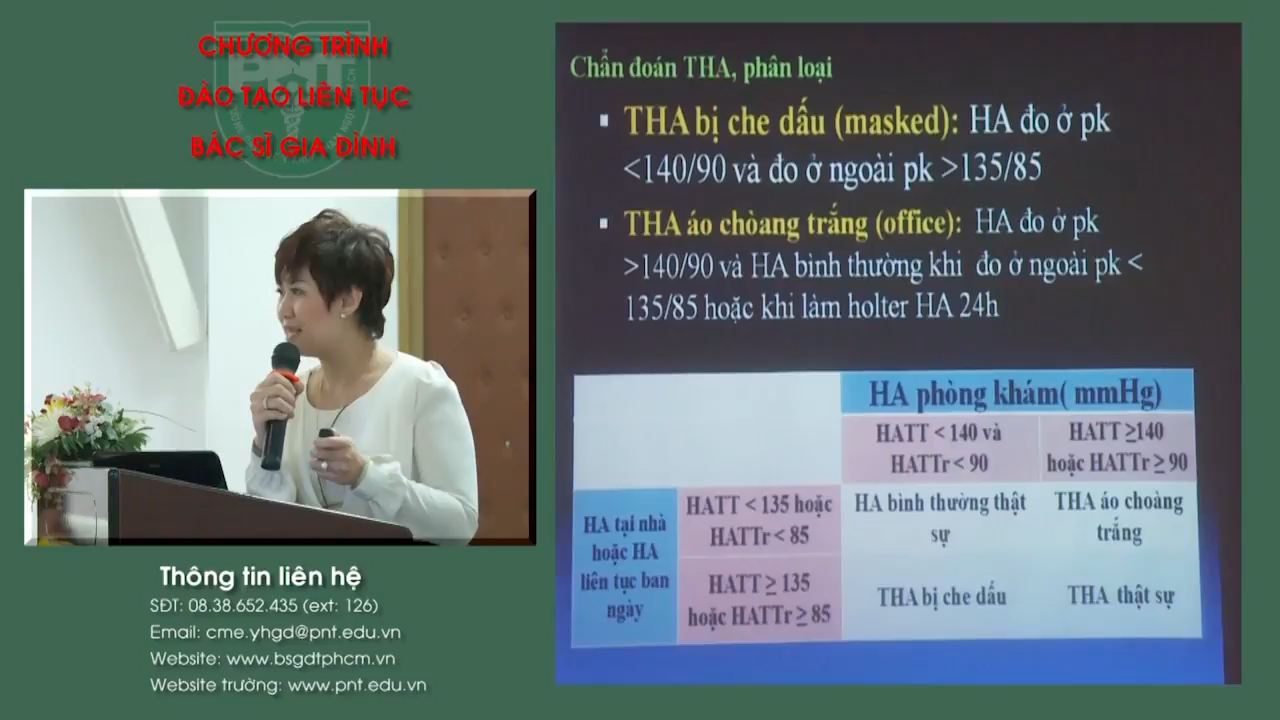 CHƯƠNG TRÌNH
ĐÀO TẠO LIÊN TỤC
BÁC SĨ GIA ĐÌNH
PNT
Thông tin liên hệ
SĐT: 08.38.652.435 (ext: 126)
Email: cme.yhgd@pnt.edu.vn
Website: www.bsgdtphcm.vn
Website trường: www.pnt.edu.vn
Chẩn đoán THA, phân loại
▪ THA bị che dấu (masked): HA đo ở pk
<140/90 và đo ở ngoài pk >135/85
▪ THA áo chòang trắng (office): HA đo ở pk
>140/90 và HA bình thường khi đo ở ngoài pk <
135/85 hoặc khi làm holter HA 24h
HA phòng khám( mmHg)
HATT < 140 và
HATTr < 90
HATT ≥140
hoặc HATTr ≥ 90
HA tại nhà
hoặc HA
liên tục ban
ngày
HATT < 135 hoặc
HATTr < 85
HA bình thường thật
sự
THA áo choàng
trắng
HATT ≥ 135
hoặc HATTr ≥ 85
THA bị che dấu
THA thật sự